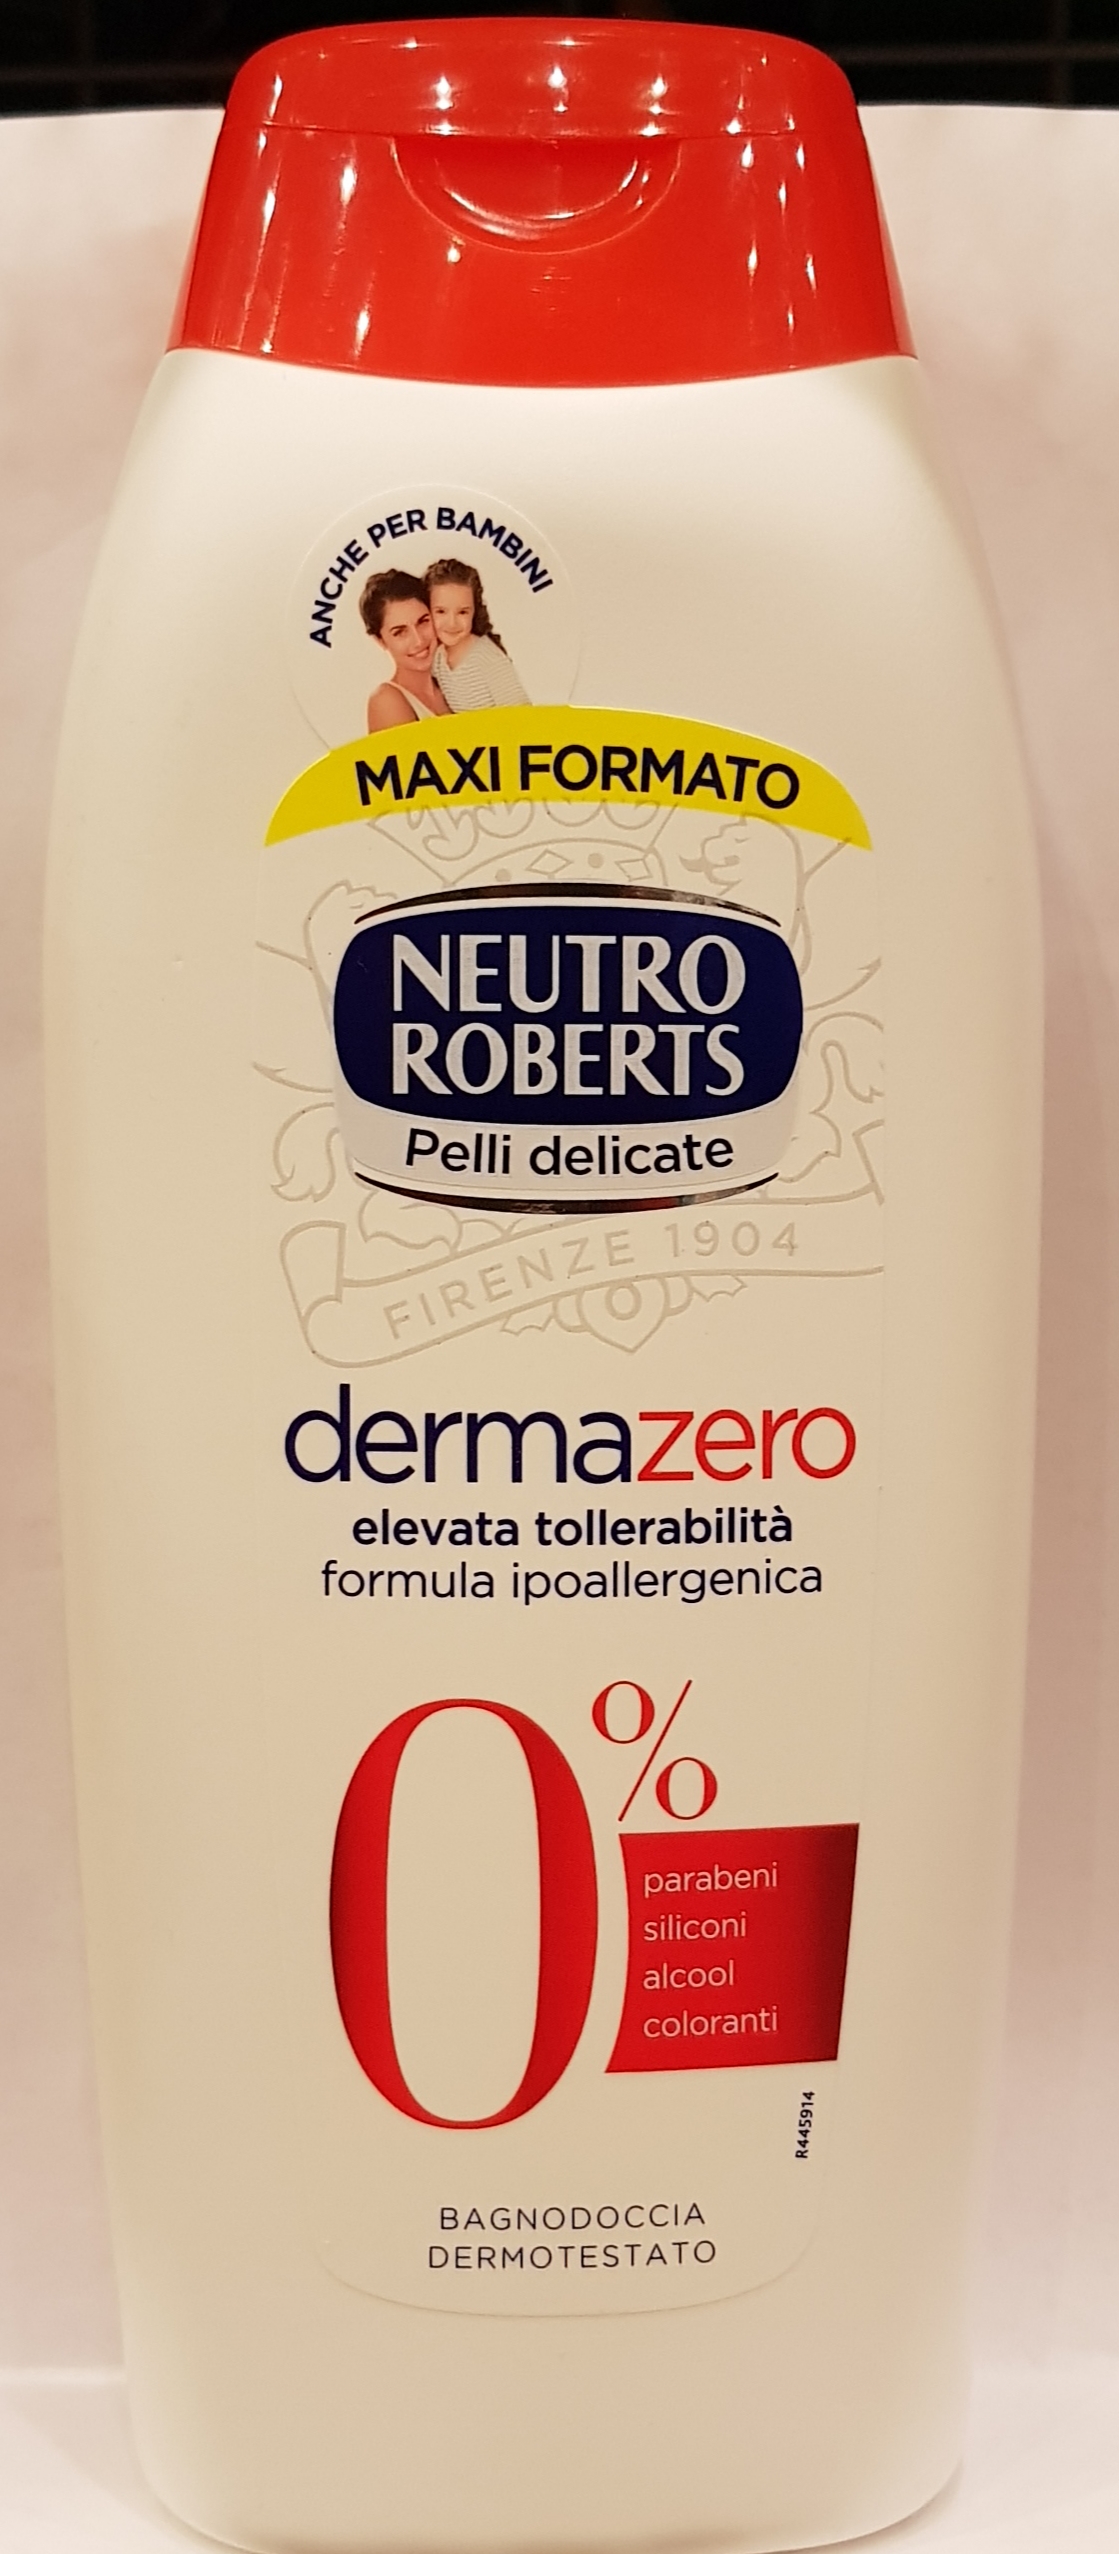 ANCHE PER BAMBINI
MAXI FORMATO
NEUTRO
ROBERTS
Pelli delicate
FIRENZE 1904
dermazero
elevata tollerabilità
formula ipoallergenica
0%
parabeni
siliconi
alcool
coloranti
R445914
BAGNODOCCIA
DERMOTESTATO